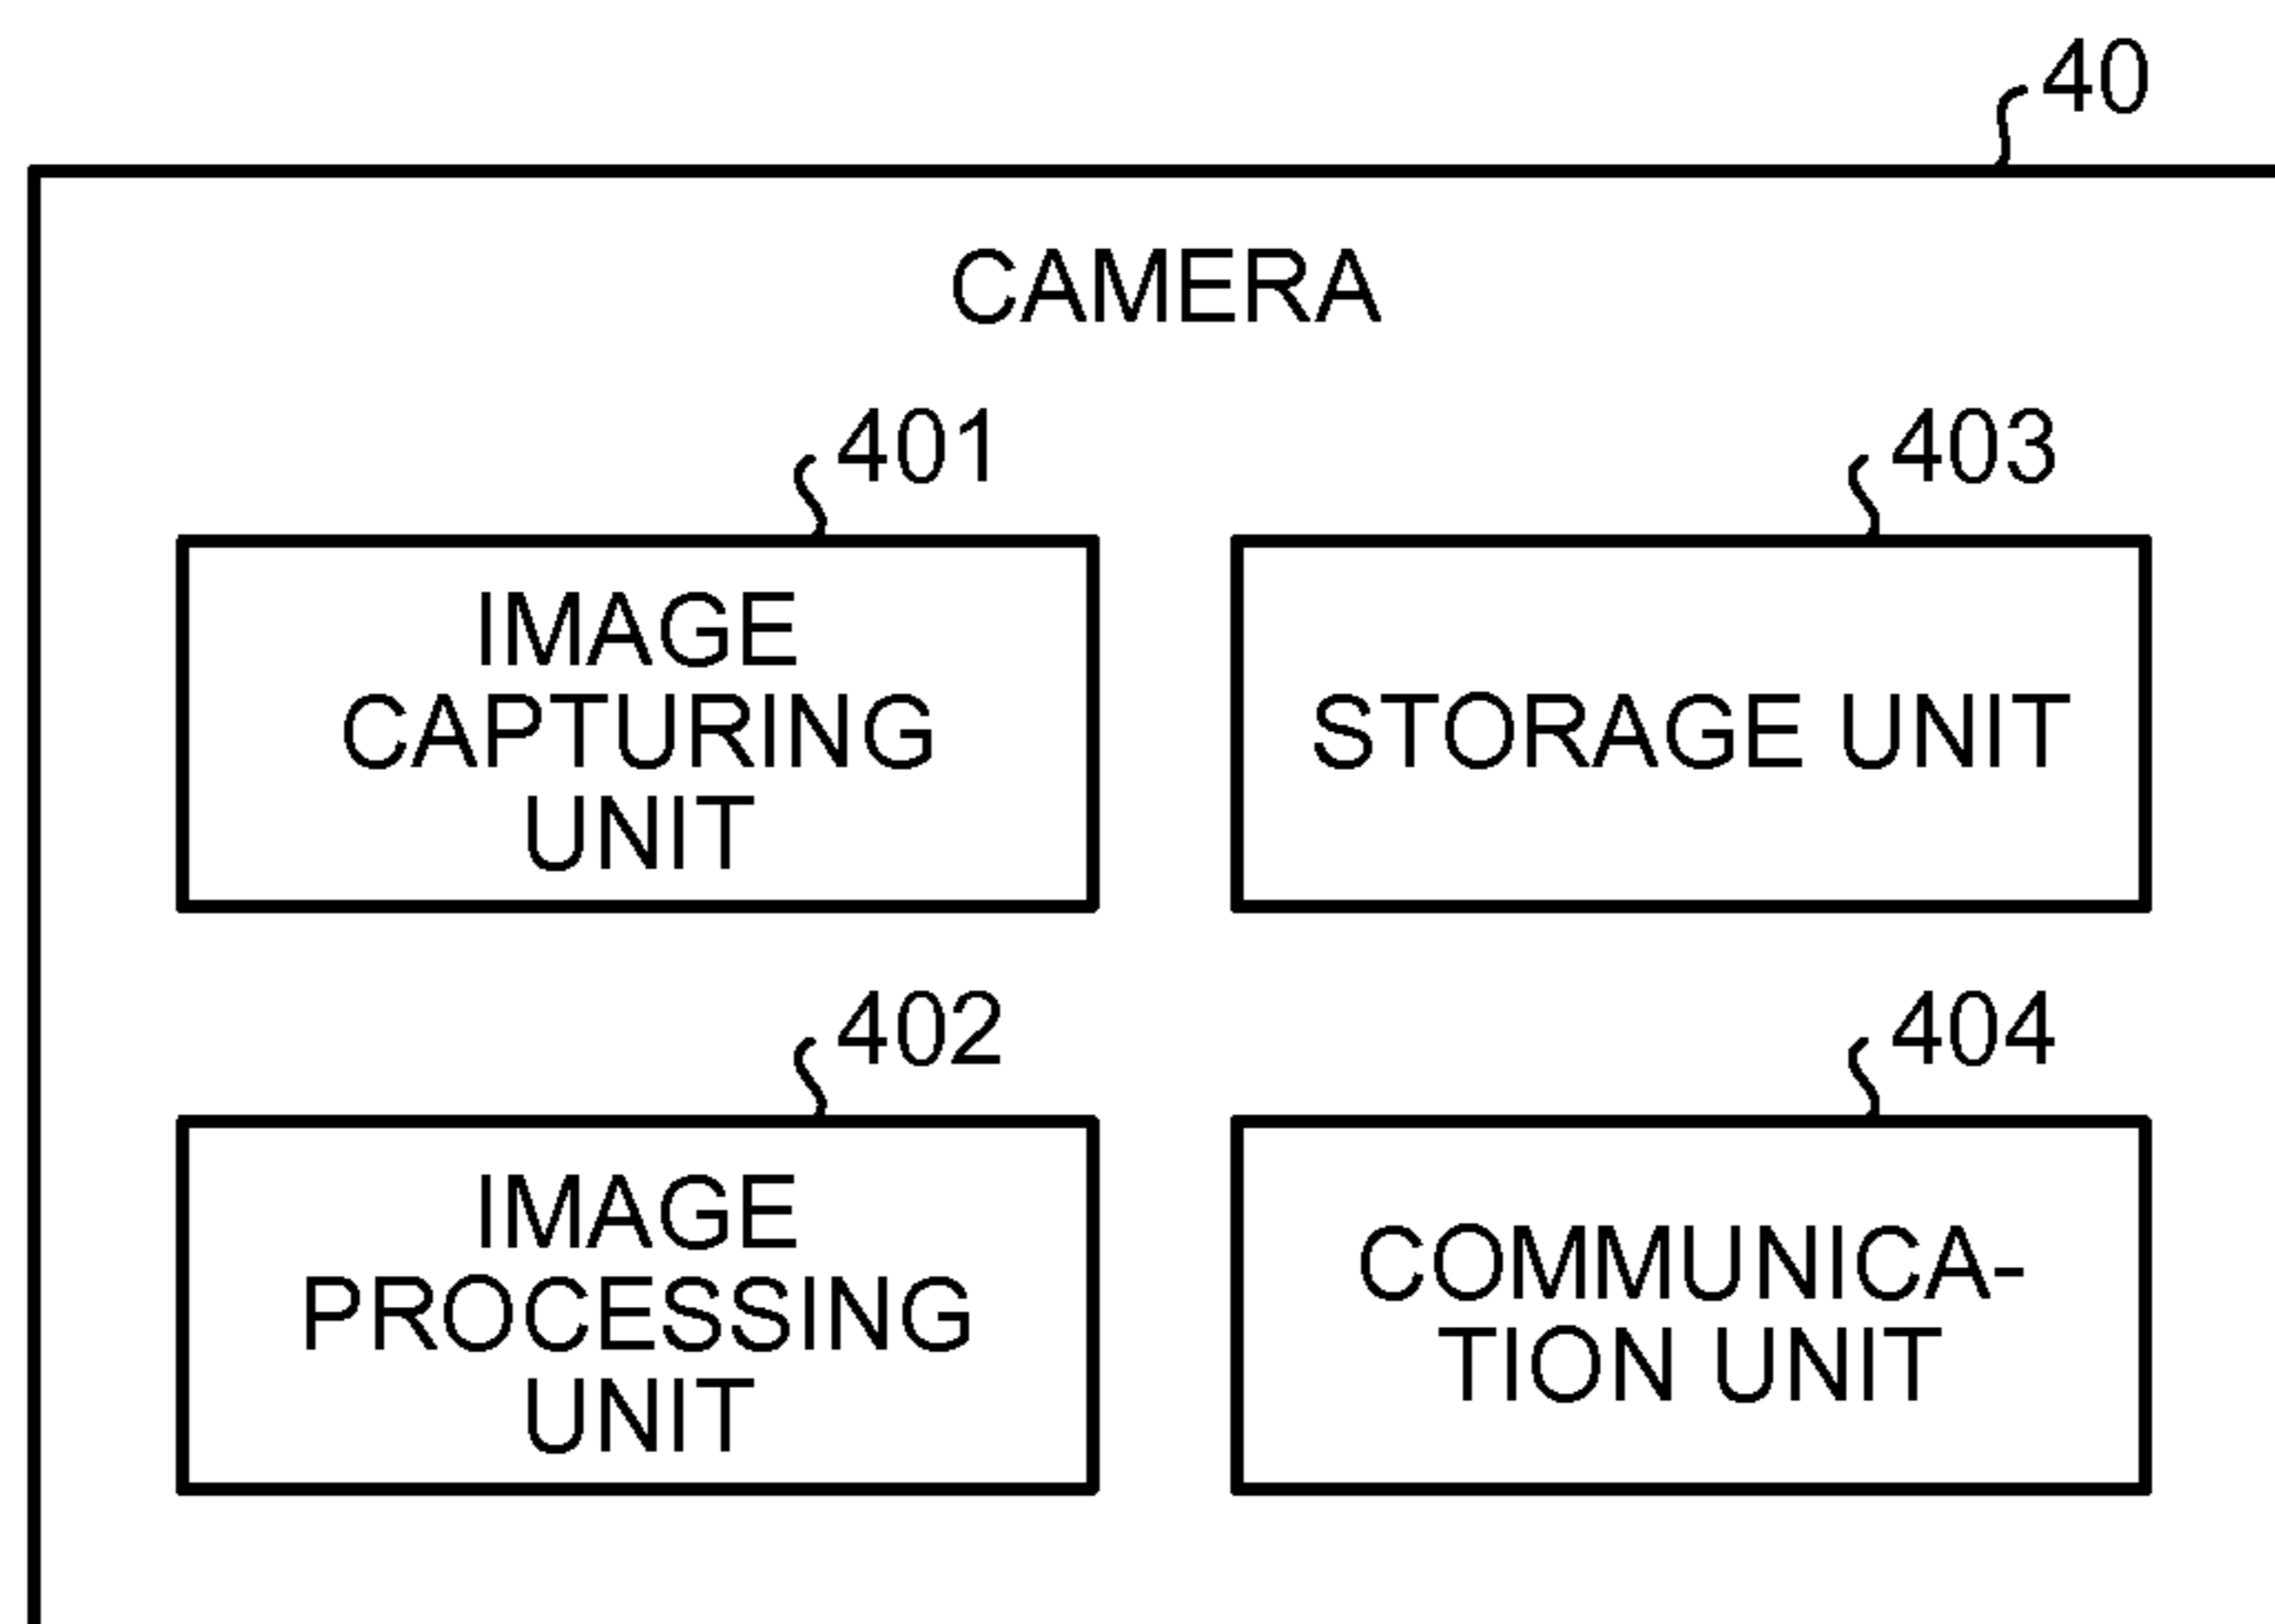 40
CAMERA
401
IMAGE
CAPTURING
UNIT
403
STORAGE UNIT
402
IMAGE
PROCESSING
UNIT
404
COMMUNICA-
TION UNIT